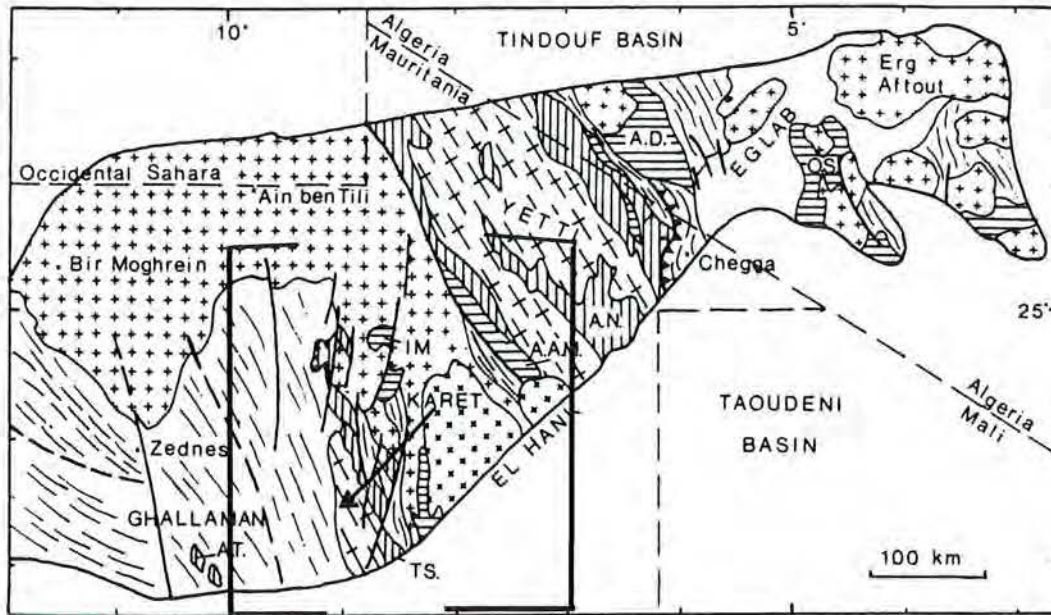 10°
5°
Algeria
Mauritania
TINDOUF BASIN
Erg
Aftout
A.D.
EGLAB
Occidental Sahara
Ain ben Tili
YETTI
OS
Bir Moghrein
Chegga
A.N.
25°
IM
A.A.M.
KARET
TAOUDENI
BASIN
Algeria
Mali
EL HAN
Zednes
GHALLAMAN
A.T.
TS.
100 km